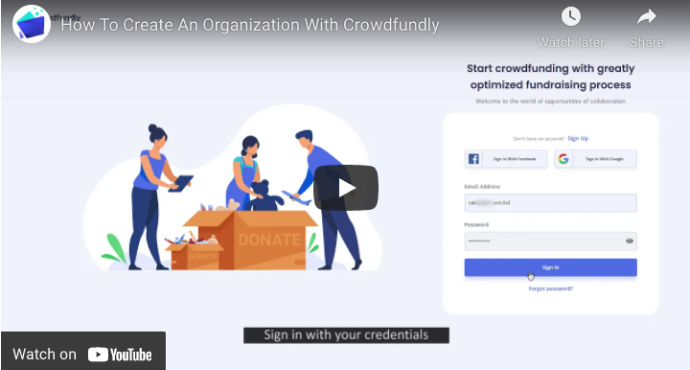 How To Create An Organization With Crowdfundly
Watch later
Share
Start crowdfunding with greatly
optimized fundraising process
Welcome to the world of opportunities of collaboration
Don't have an account? Sign Up
Sign In With Facebook
Sign In With Google
Email Address
Password
Sign In
Forgot password?
DONATE
DONATE
Sign in with your credentials
Watch on YouTube